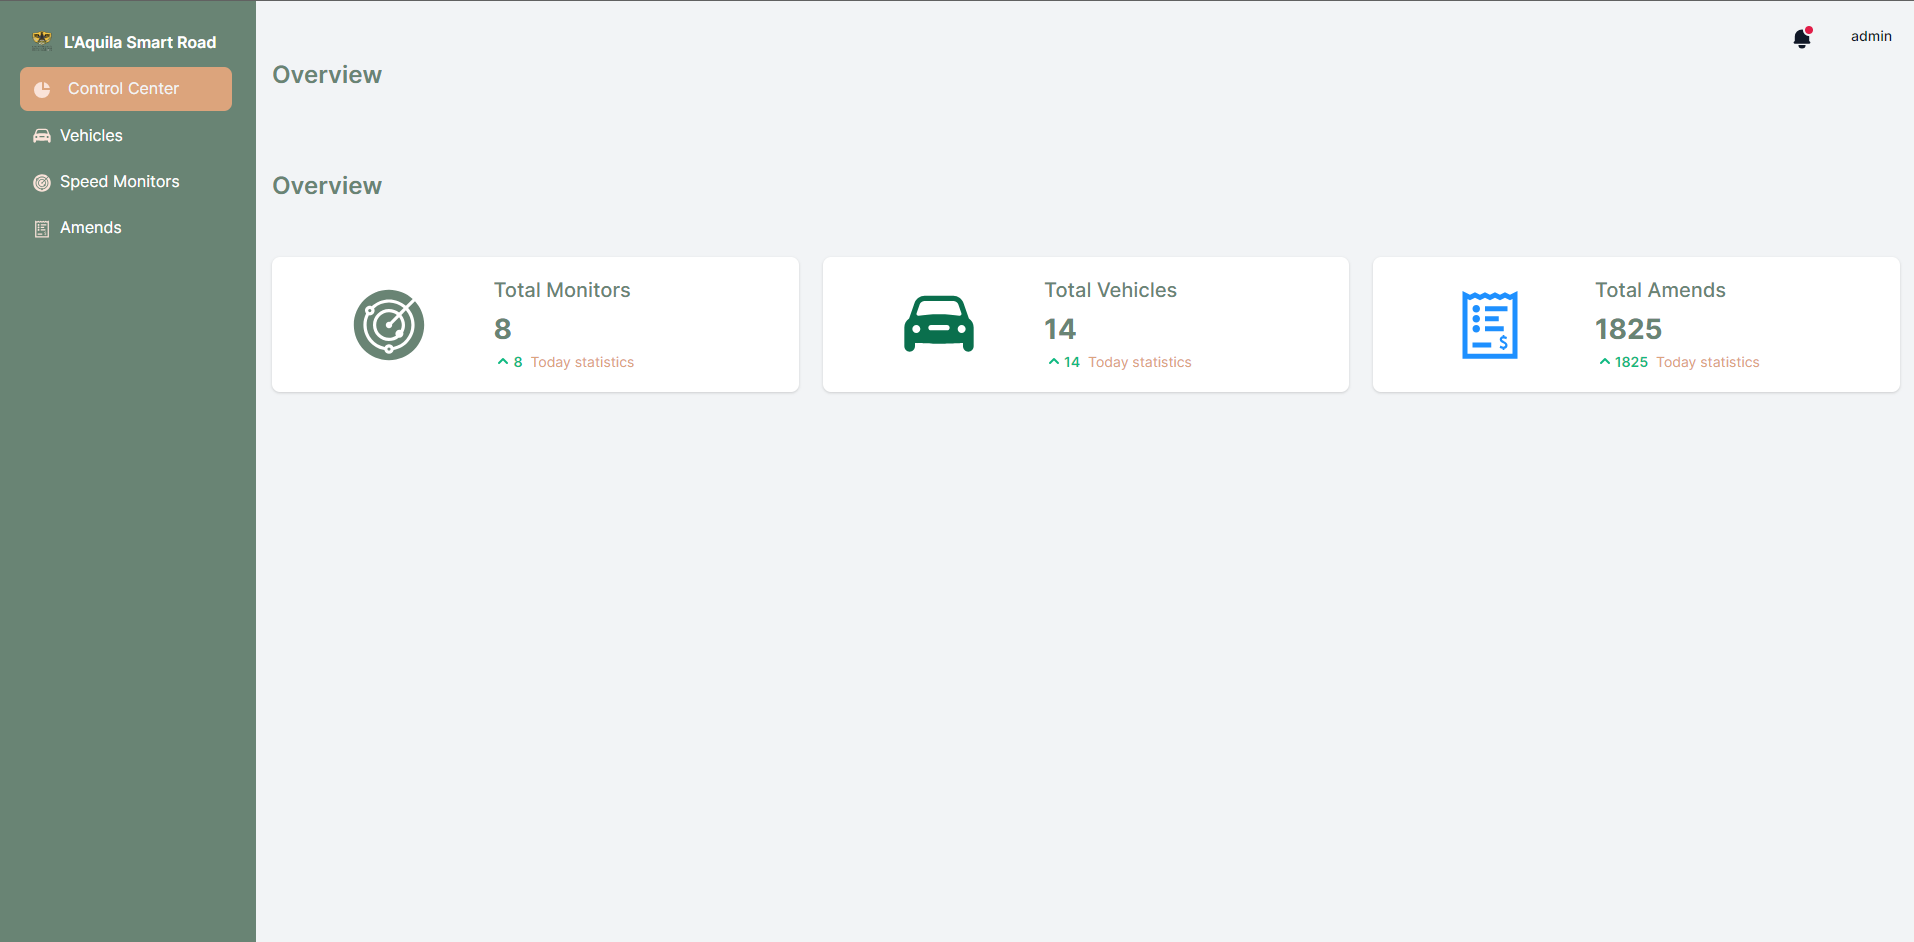 L'Aquila Smart Road
Control Center
Vehicles
Speed Monitors
Amends
admin
Overview
Overview
Total Monitors
8
8 Today statistics
Total Vehicles
14
14 Today statistics
Total Amends
1825
1825 Today statistics
$